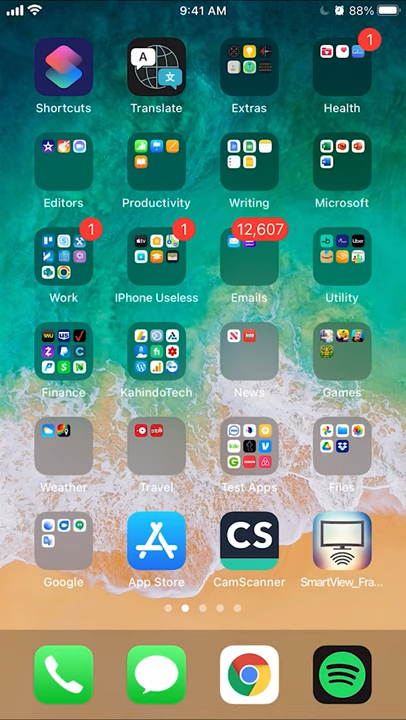 9:41 AM
88%
1
Shortcuts
Translate
Extras
Health
Editors
Productivity
Writing
Microsoft
1
1
12,607
Work
IPhone Useless
Emails
Utility
Finance
KahindoTech
News
Games
Weather
Travel
Test Apps
Files
CS
Google
App Store
CamScanner
SmartView_Fra...